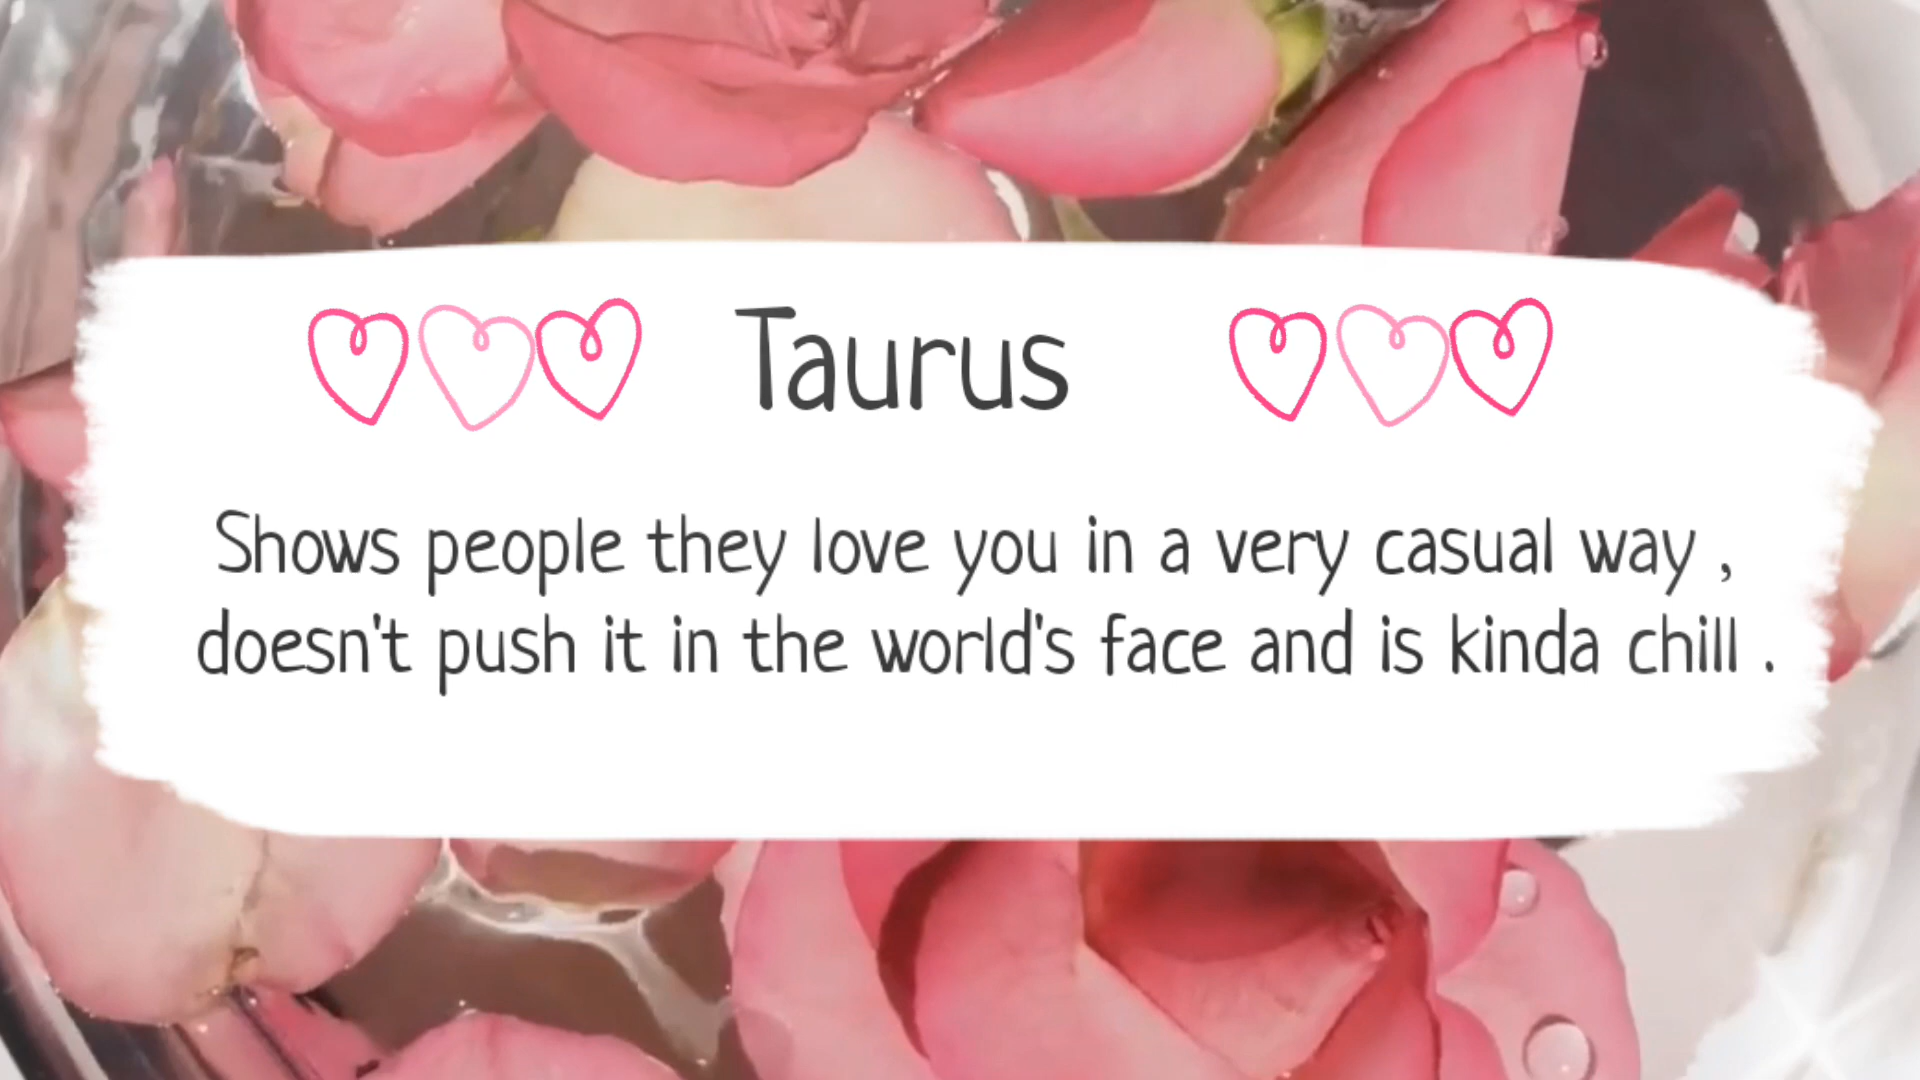 Taurus
Shows people they love you in a very casual way ,
doesn't push it in the world's face and is kinda chill .